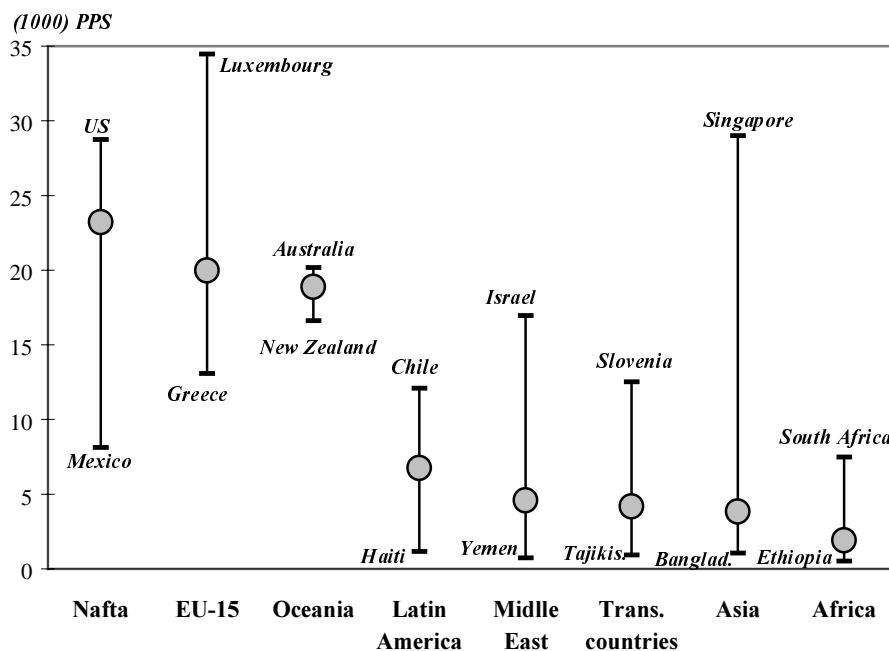 (1000) PPS
35
30
25
20
15
10
5
0
US
Mexico
Luxembourg
Greece
Australia
New Zealand
Chile
Haiti
Israel
Yemen
Slovenia
Tajikis.
Singapore
Banglad.
South Africa
Ethiopia
Nafta
EU-15
Oceania
Latin
America
Midlle
East
Trans.
countries
Asia
Africa